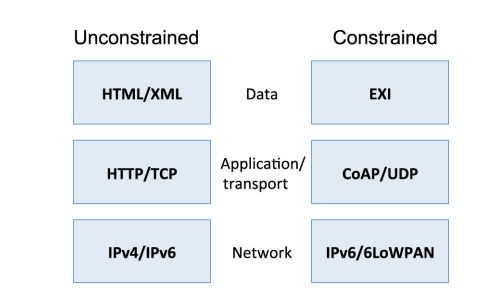 Unconstrained
Constrained
HTML/XML
Data
EXI
HTTP/TCP
Application/
transport
CoAP/UDP
IPv4/IPv6
Network
IPv6/6LoWPAN